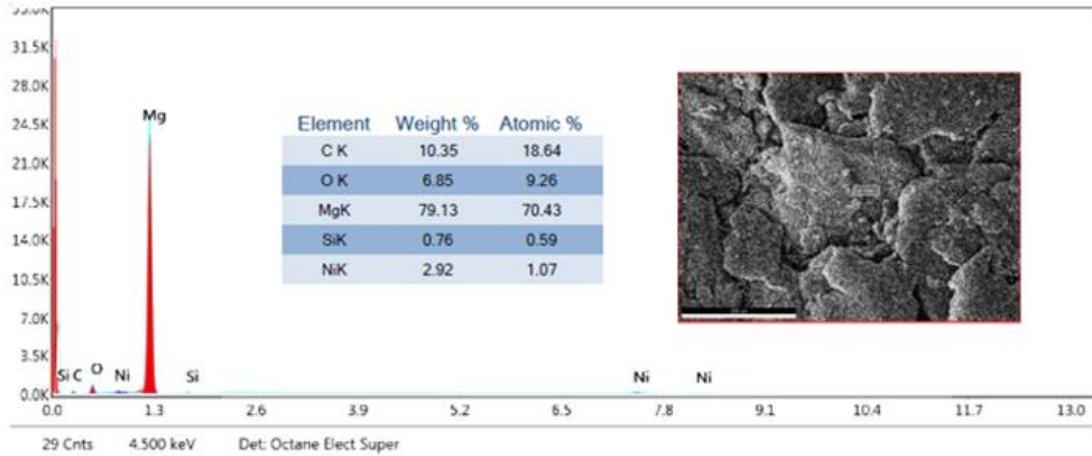 31.5K
28.0K
24.5K
21.0K
17.5K
14.0K
10.5K
7.0K
3.5K
0.0K
Mg
Si C O Ni Si Ni Ni
0.0 1.3 2.6 3.9 5.2 6.5 7.8 9.1 10.4 11.7 13.0
Element Weight % Atomic %
C K 10.35 18.64
O K 6.85 9.26
MgK 79.13 70.43
SiK 0.76 0.59
NiK 2.92 1.07
29 Cnts 4.500 keV Det: Octane Elect Super